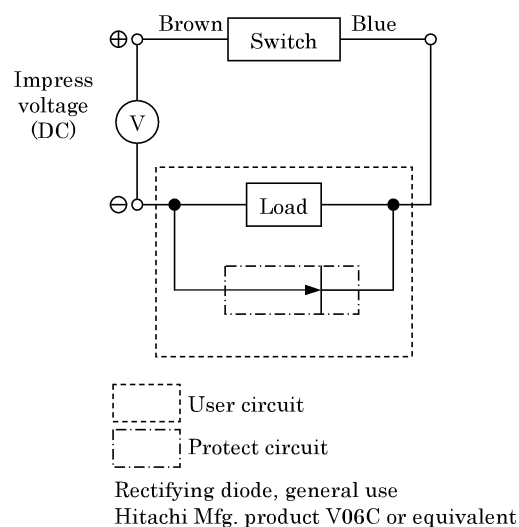 ⊕ Brown Switch Blue
Impress
voltage
(DC)
V
⊖ Load
User circuit
Protect circuit
Rectifying diode, general use
Hitachi Mfg. product V06C or equivalent